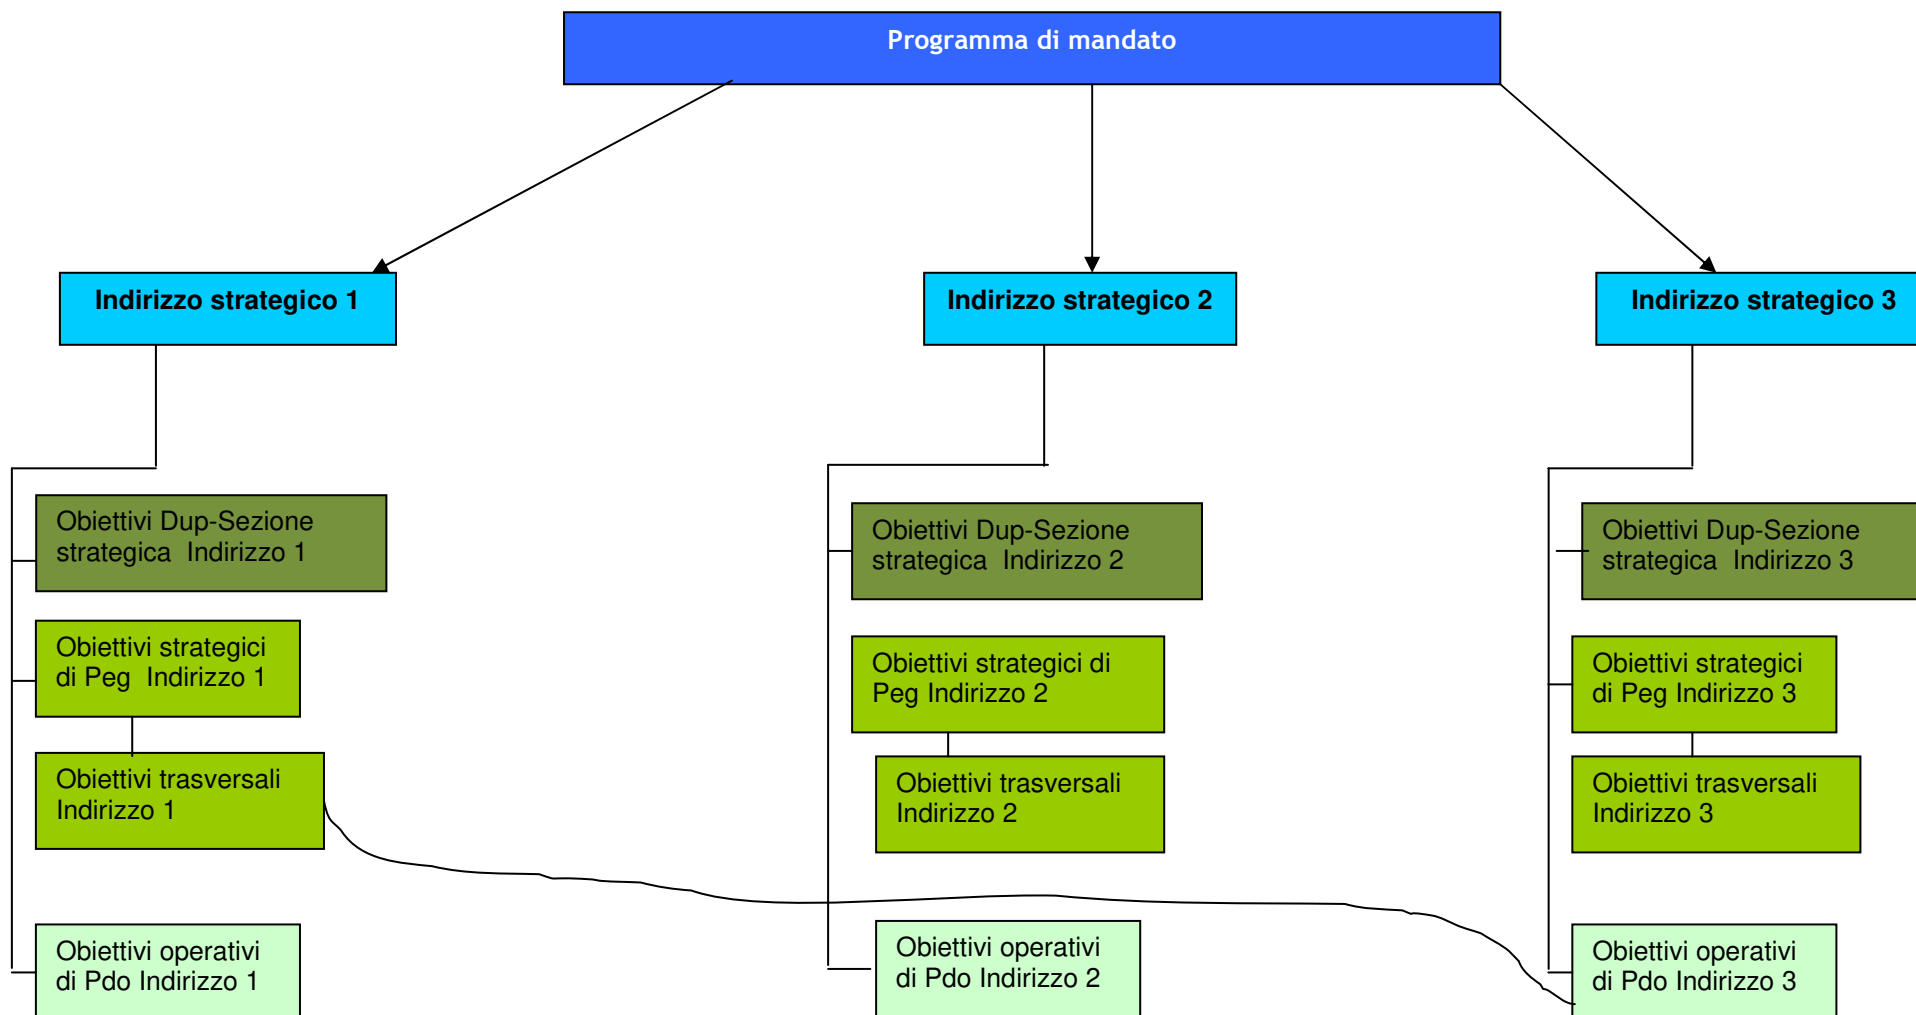 Programma di mandato
Indirizzo strategico 1
Indirizzo strategico 2
Indirizzo strategico 3
Obiettivi Dup-Sezione
strategica  Indirizzo 1
Obiettivi Dup-Sezione
strategica  Indirizzo 2
Obiettivi Dup-Sezione
strategica  Indirizzo 3
Obiettivi strategici
di Peg  Indirizzo 1
Obiettivi strategici di
Peg Indirizzo 2
Obiettivi strategici
di Peg Indirizzo 3
Obiettivi trasversali
Indirizzo 1
Obiettivi trasversali
Indirizzo 2
Obiettivi trasversali
Indirizzo 3
Obiettivi operativi
di Pdo Indirizzo 1
Obiettivi operativi
di Pdo Indirizzo 2
Obiettivi operativi
di Pdo Indirizzo 3